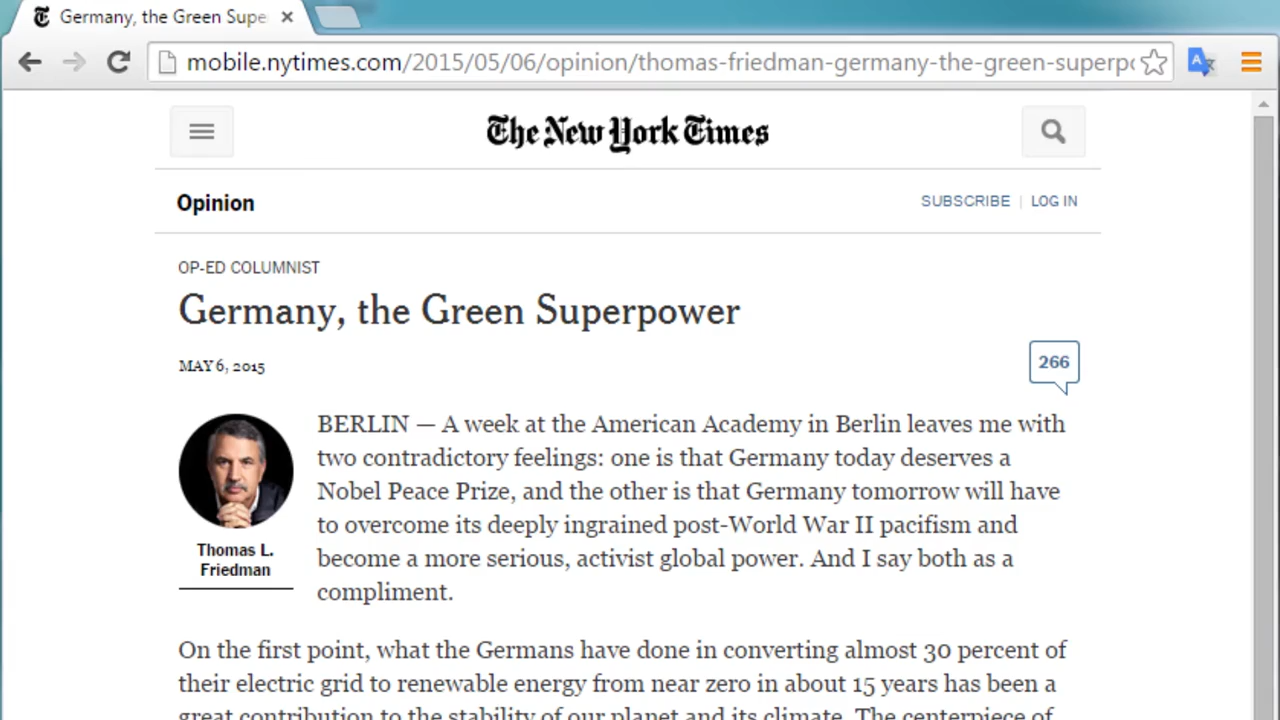 Germany, the Green Supe
mobile.nytimes.com/2015/05/06/opinion/thomas-friedman-germany-the-green-superpo
The New York Times
Opinion
SUBSCRIBE | LOG IN
OP-ED COLUMNIST
Germany, the Green Superpower
MAY 6, 2015
266
Thomas L.
Friedman
BERLIN — A week at the American Academy in Berlin leaves me with
two contradictory feelings: one is that Germany today deserves a
Nobel Peace Prize, and the other is that Germany tomorrow will have
to overcome its deeply ingrained post-World War II pacifism and
become a more serious, activist global power. And I say both as a
compliment.
On the first point, what the Germans have done in converting almost 30 percent of
their electric grid to renewable energy from near zero in about 15 years has been a
great contribution to the stability of our planet and its climate. The centerpiece of